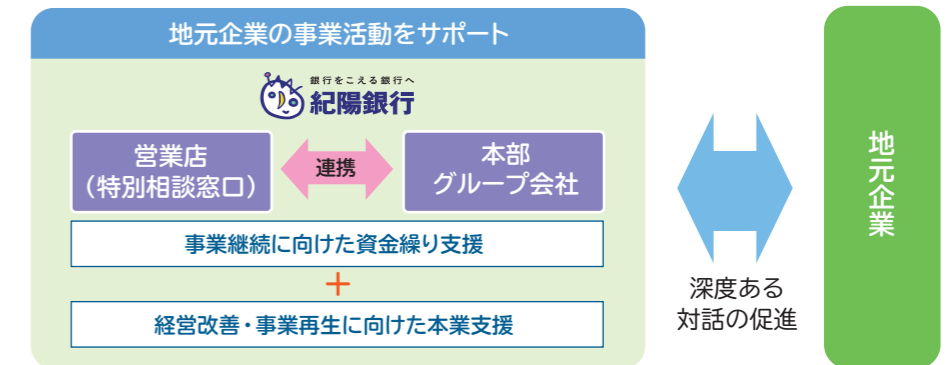 地元企業の事業活動をサポート
銀行をこえる銀行へ
紀陽銀行
営業店
（特別相談窓口）
連携
本部
グループ会社
事業継続に向けた資金繰り支援
＋
経営改善・事業再生に向けた本業支援
深度ある
対話の促進
地元企業